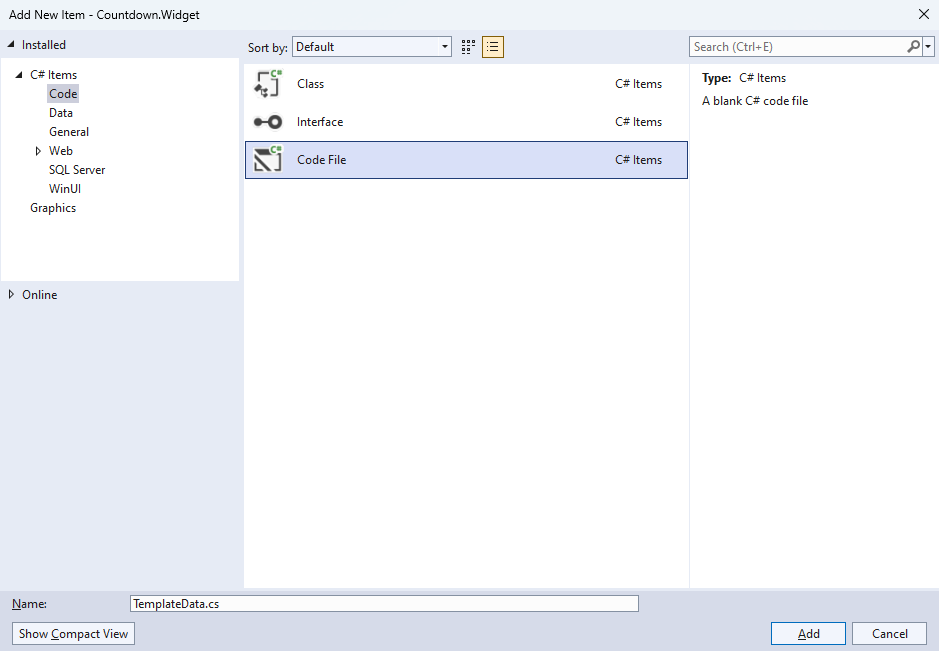 Add New Item - Countdown.Widget
Installed
C# Items
Code
Data
General
Web
SQL Server
WinUI
Graphics
Online
Sort by: Default
Class C# Items
Interface C# Items
Code File C# Items
Search (Ctrl+E)
Type: C# Items
A blank C# code file
Name: TemplateData.cs
Show Compact View
Add Cancel